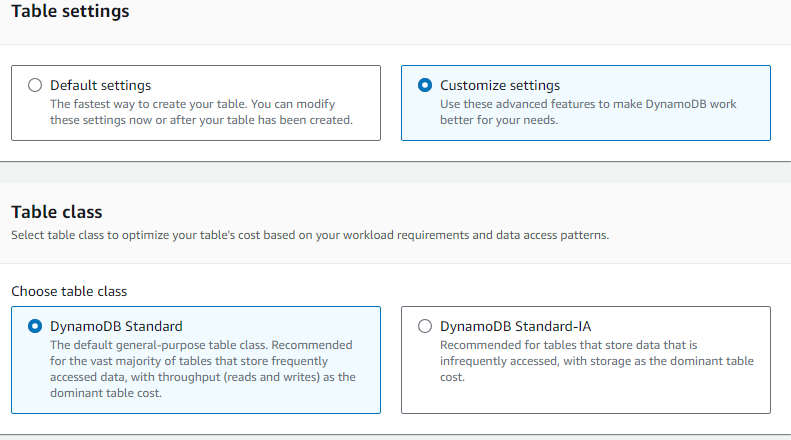 Table settings
Default settings
The fastest way to create your table. You can modify
these settings now or after your table has been created.
Customize settings
Use these advanced features to make DynamoDB work
better for your needs.
Table class
Select table class to optimize your table's cost based on your workload requirements and data access patterns.
Choose table class
DynamoDB Standard
The default general-purpose table class. Recommended
for the vast majority of tables that store frequently
accessed data, with throughput (reads and writes) as the
dominant table cost.
DynamoDB Standard-IA
Recommended for tables that store data that is
infrequently accessed, with storage as the dominant table
cost.